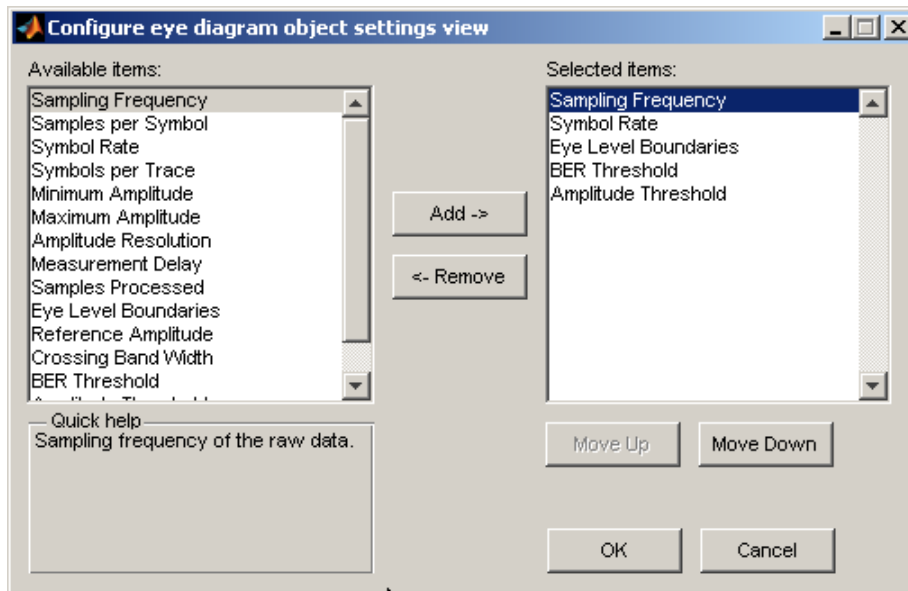 Configure eye diagram object settings view
Available items:
Sampling Frequency
Samples per Symbol
Symbol Rate
Symbols per Trace
Minimum Amplitude
Maximum Amplitude
Amplitude Resolution
Measurement Delay
Samples Processed
Eye Level Boundaries
Reference Amplitude
Crossing Band Width
BER Threshold
Add ->
<- Remove
Selected items:
Sampling Frequency
Symbol Rate
Eye Level Boundaries
BER Threshold
Amplitude Threshold
Quick help
Sampling frequency of the raw data.
Move Up
Move Down
OK
Cancel